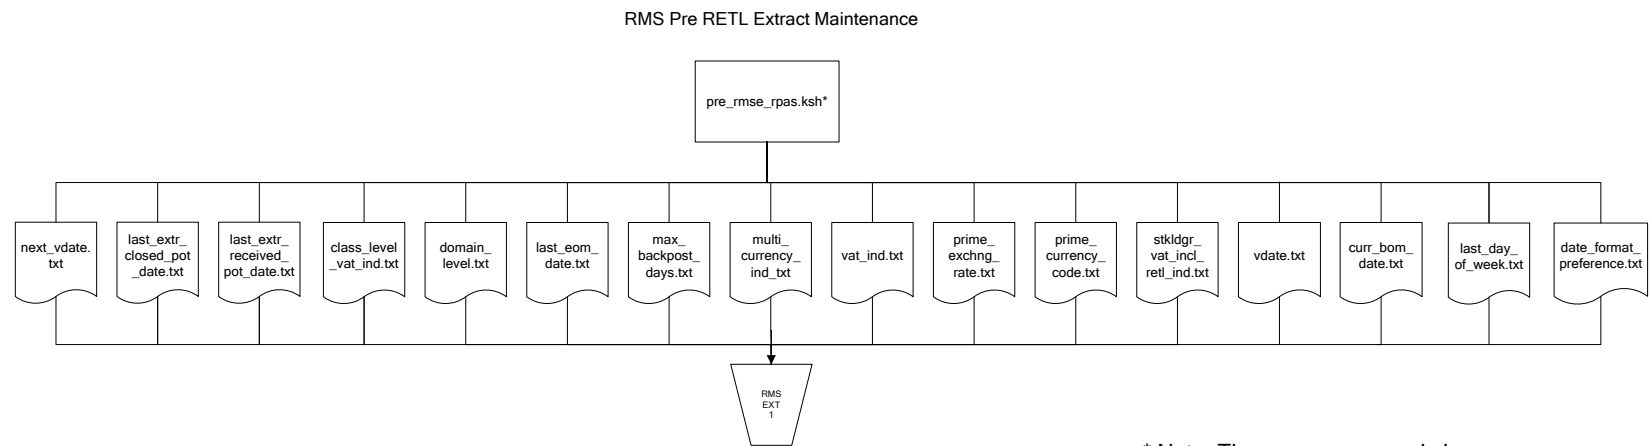 RMS Pre RETL Extract Maintenance
pre_rmse_rpas.ksh*
next_vdate.
txt
last_extr_
closed_pot
_date.txt
last_extr_
received_
pot_date.txt
class_level
_vat_ind.txt
domain_
level.txt
last_eom_
date.txt
max_
backpost_
days.txt
multi_
currency_
ind_txt
vat_ind.txt
prime_
exchng_
rate.txt
prime_
currency_
code.txt
stkldgr_
vat_incl_
retl_ind.txt
vdate.txt
curr_bom_
date.txt
last_day_
of_week.txt
date_format_
preference.txt
RMS
EXT
1